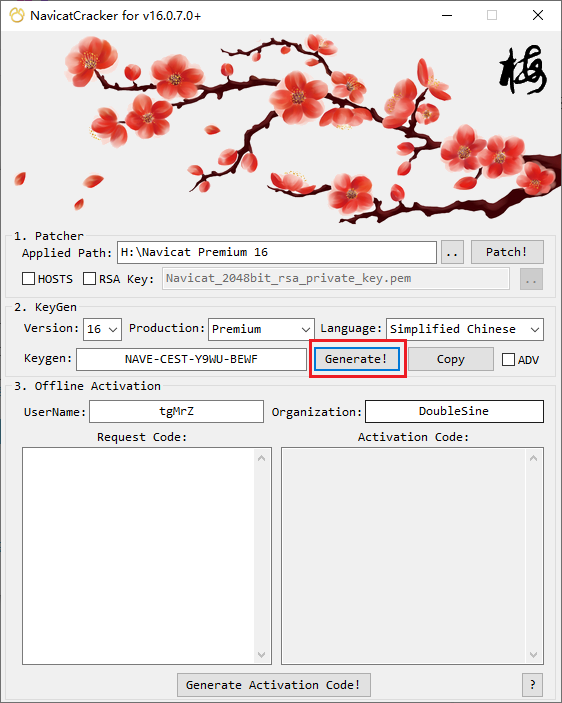 NavicatCracker for v16.0.7.0+
梅
1. Patcher
Applied Path: H:\Navicat Premium 16 .. Patch!
HOSTS RSA Key: Navicat_2048bit_rsa_private_key.pem ..
2. KeyGen
Version: 16 Production: Premium Language: Simplified Chinese
Keygen: NAVE-CEST-Y9WU-BEWF Generate! Copy ADV
3. Offline Activation
UserName: tgMrZ Organization: DoubleSine
Request Code: Activation Code:
Generate Activation Code! ?